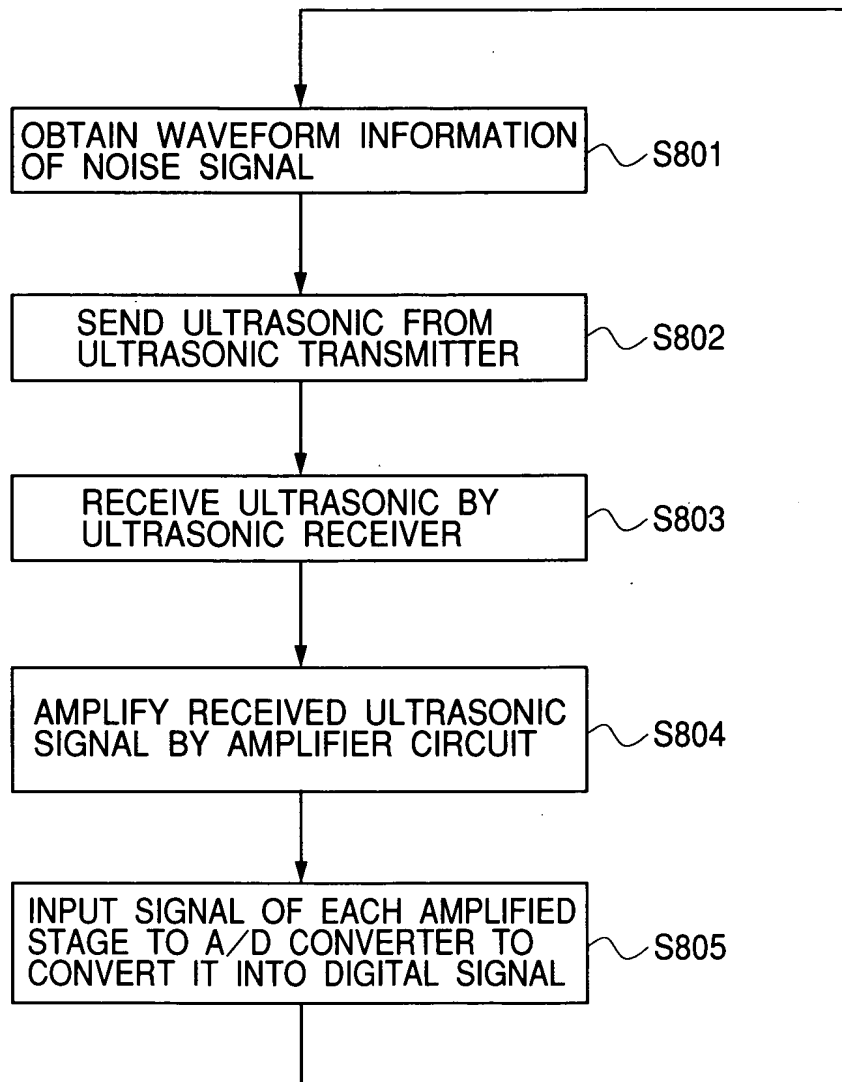 OBTAIN WAVEFORM INFORMATION
OF NOISE SIGNAL
S801
SEND ULTRASONIC FROM
ULTRASONIC TRANSMITTER
S802
RECEIVE ULTRASONIC BY
ULTRASONIC RECEIVER
S803
AMPLIFY RECEIVED ULTRASONIC
SIGNAL BY AMPLIFIER CIRCUIT
S804
INPUT SIGNAL OF EACH AMPLIFIED
STAGE TO A/D CONVERTER TO
CONVERT IT INTO DIGITAL SIGNAL
S805